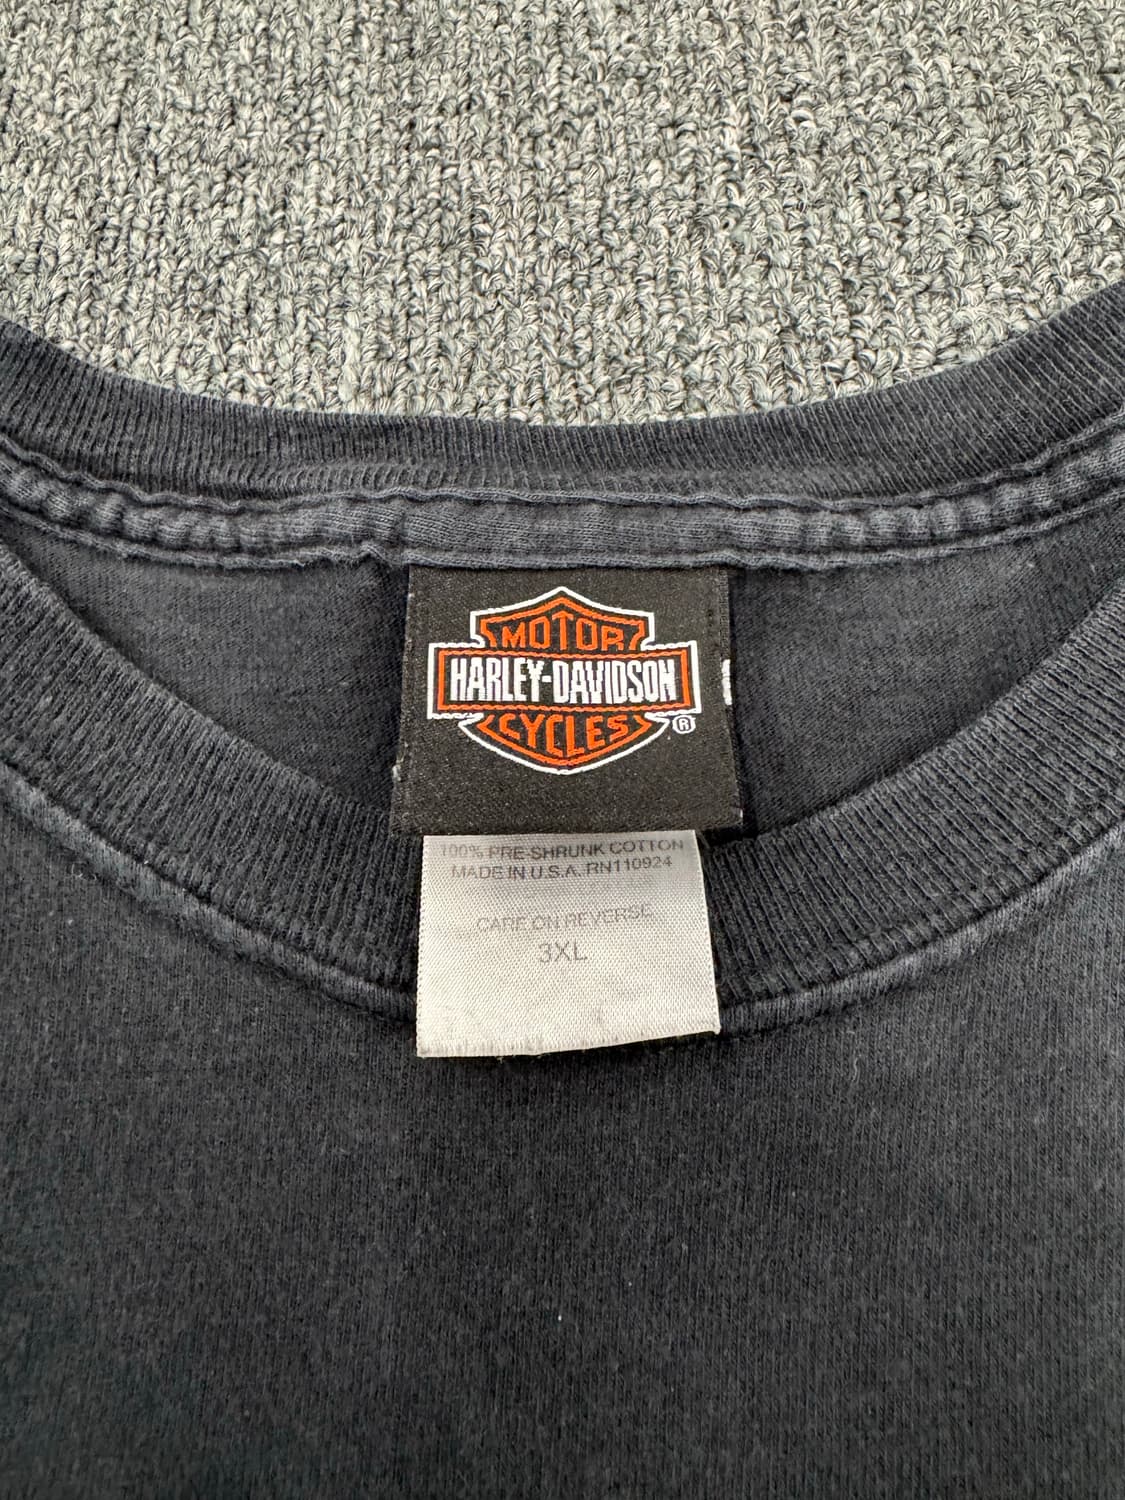 MOTOR
HARLEY-DAVIDSON
CYCLES
®
100% PRE-SHRUNK COTTON
MADE IN U.S.A. RN110924
CARE ON REVERSE
3XL